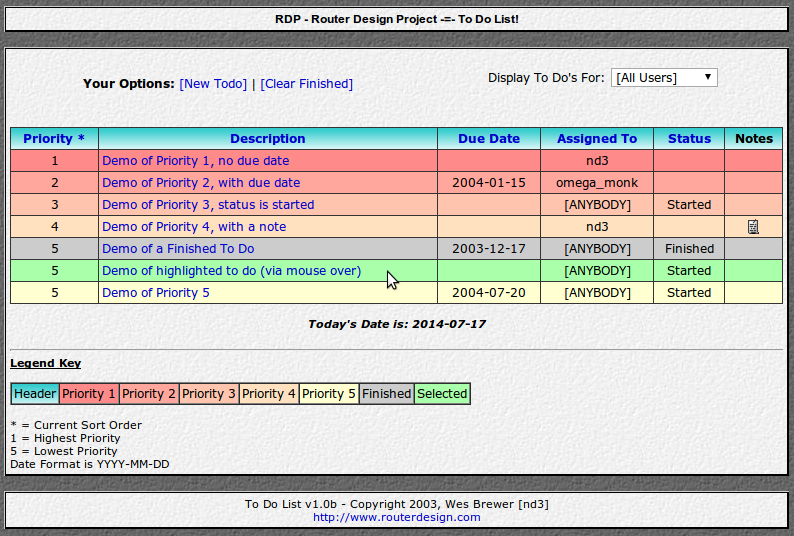 RDP - Router Design Project -=- To Do List!
Your Options: [New Todo] | [Clear Finished]
Display To Do's For: [All Users]
Priority * Description Due Date Assigned To Status Notes
1 Demo of Priority 1, no due date nd3
2 Demo of Priority 2, with due date 2004-01-15 omega_monk
3 Demo of Priority 3, status is started [ANYBODY] Started
4 Demo of Priority 4, with a note nd3
5 Demo of a Finished To Do 2003-12-17 [ANYBODY] Finished
5 Demo of highlighted to do (via mouse over) [ANYBODY] Started
5 Demo of Priority 5 2004-07-20 [ANYBODY] Started
Today's Date is: 2014-07-17
Legend Key
Header Priority 1 Priority 2 Priority 3 Priority 4 Priority 5 Finished Selected
* = Current Sort Order
1 = Highest Priority
5 = Lowest Priority
Date Format is YYYY-MM-DD
To Do List v1.0b - Copyright 2003, Wes Brewer [nd3]
http://www.routerdesign.com